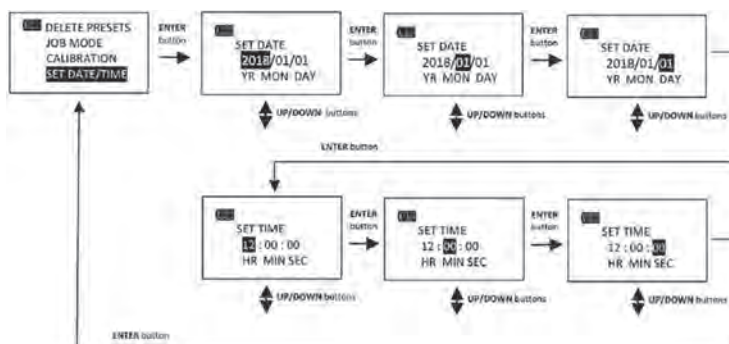 DELETE PRESETS
JOB MODE
CALIBRATION
SET DATE/TIME
ENTER
button
SET DATE
2018/01/01
YR MON DAY
UP/DOWN buttons
ENTER
button
SET DATE
2018/01/01
YR MON DAY
UP/DOWN buttons
ENTER
button
SET DATE
2018/01/01
YR MON DAY
UP/DOWN buttons
ENTER button
SET TIME
12 : 00 : 00
HR MIN SEC
UP/DOWN buttons
ENTER
button
SET TIME
12 : 00 : 00
HR MIN SEC
UP/DOWN buttons
ENTER
button
SET TIME
12 : 00 : 00
HR MIN SEC
UP/DOWN buttons
ENTER button